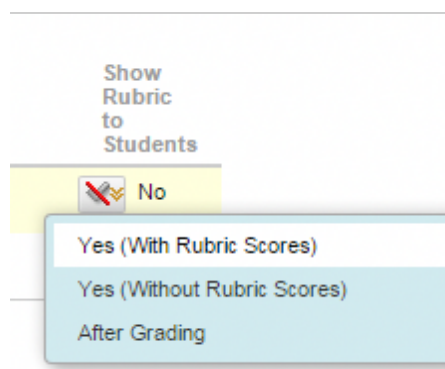 Show
Rubric
to
Students
No
Yes (With Rubric Scores)
Yes (Without Rubric Scores)
After Grading